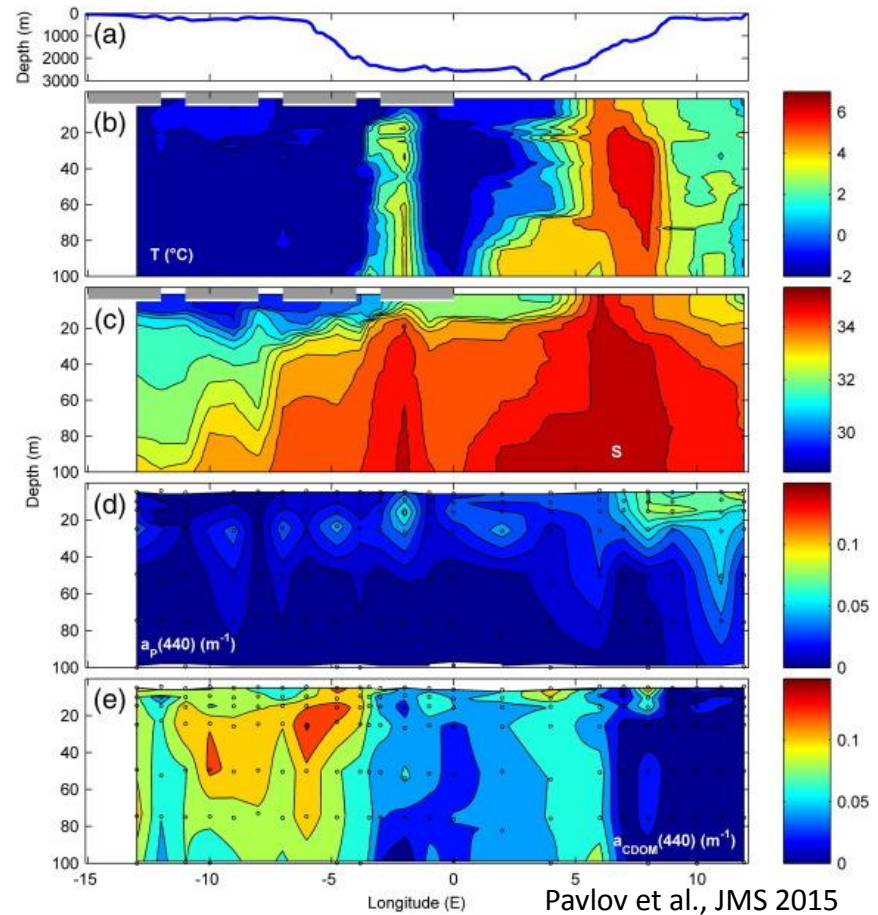 (a)
Depth (m)
0
1000
2000
3000
(b)
20
40
60
80
100
T (°C)
6
4
2
0
-2
(c)
20
40
60
80
100
S
34
32
30
Depth (m)
(d)
20
40
60
80
100
aP(440) (m-1)
0.1
0.05
0
(e)
20
40
60
80
100
aCDOM(440) (m-1)
0.1
0.05
0
-15 -10 -5 0 5 10
Longitude (E)
Pavlov et al., JMS 2015